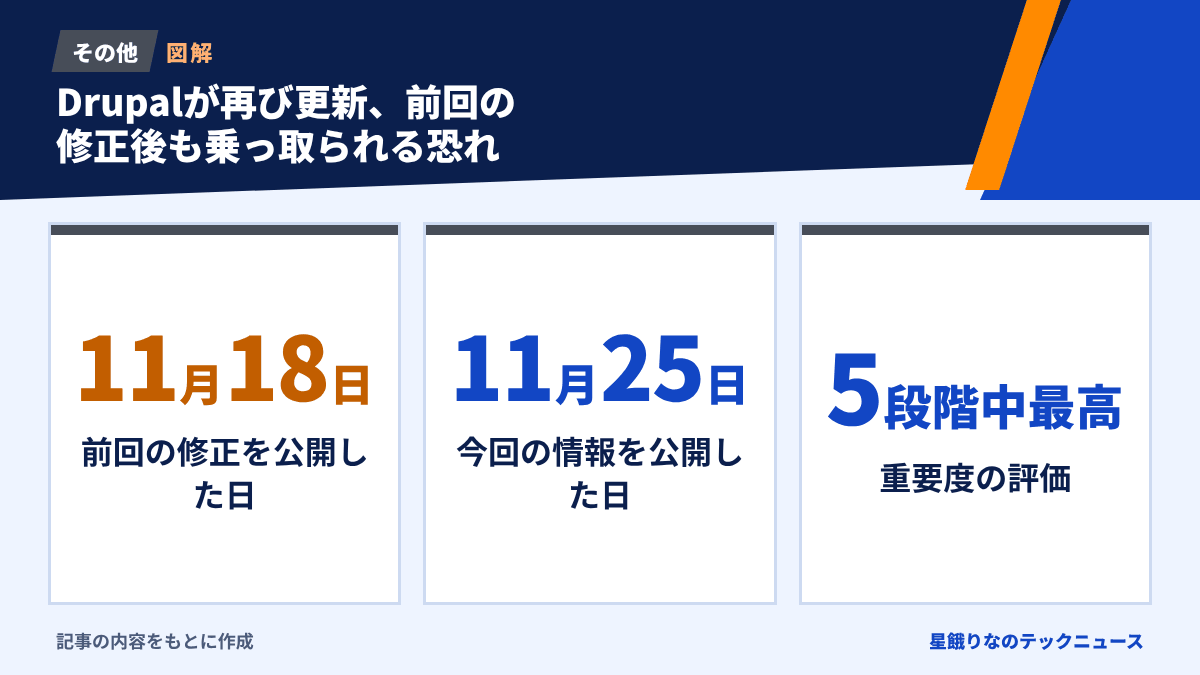 その他 図解
Drupalが再び更新、前回の
修正後も乗っ取られる恐れ
11月18日
前回の修正を公開し
た日
11月25日
今回の情報を公開し
た日
5段階中最高
重要度の評価
記事の内容をもとに作成
星餓りなのテックニュース